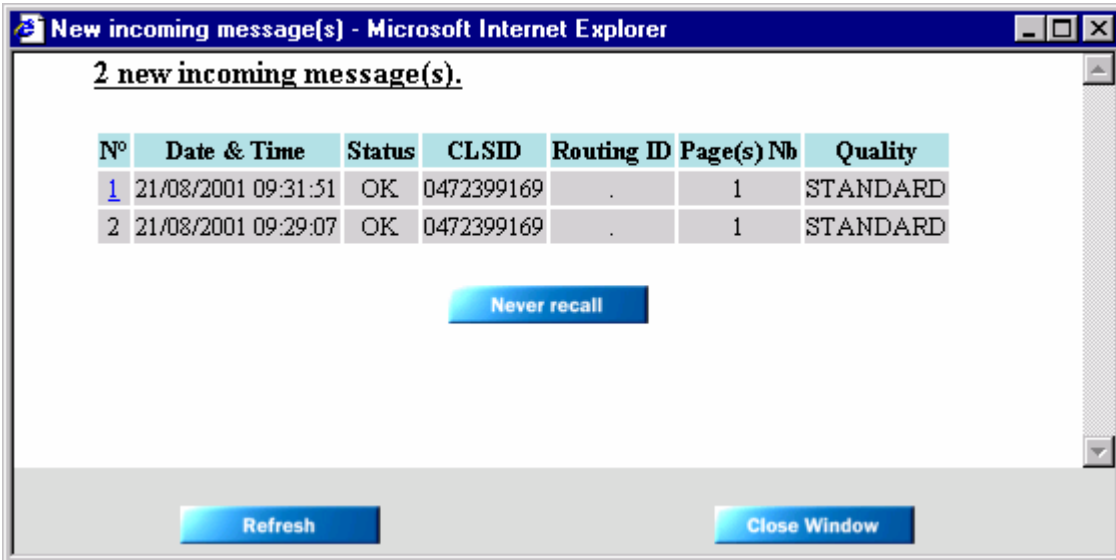 New incoming message(s) - Microsoft Internet Explorer
2 new incoming message(s).
Nº Date & Time Status CLSID Routing ID Page(s) Nb Quality
1 21/08/2001 09:31:51 OK 0472399169 . 1 STANDARD
2 21/08/2001 09:29:07 OK 0472399169 . 1 STANDARD
Never recall
Refresh Close Window